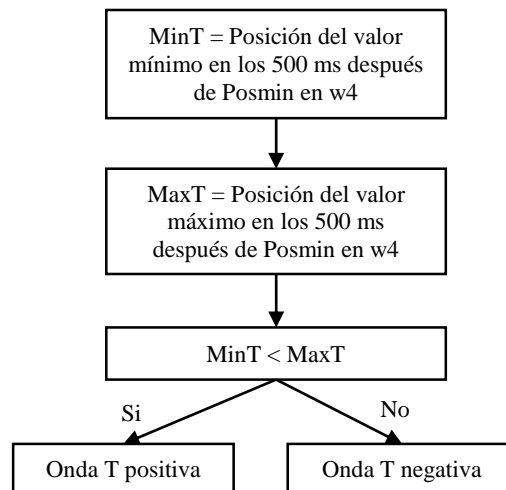 MinT = Posición del valor
mínimo en los 500 ms después
de Posmin en w4
MaxT = Posición del valor
máximo en los 500 ms
después de Posmin en w4
MinT < MaxT
Si
No
Onda T positiva
Onda T negativa